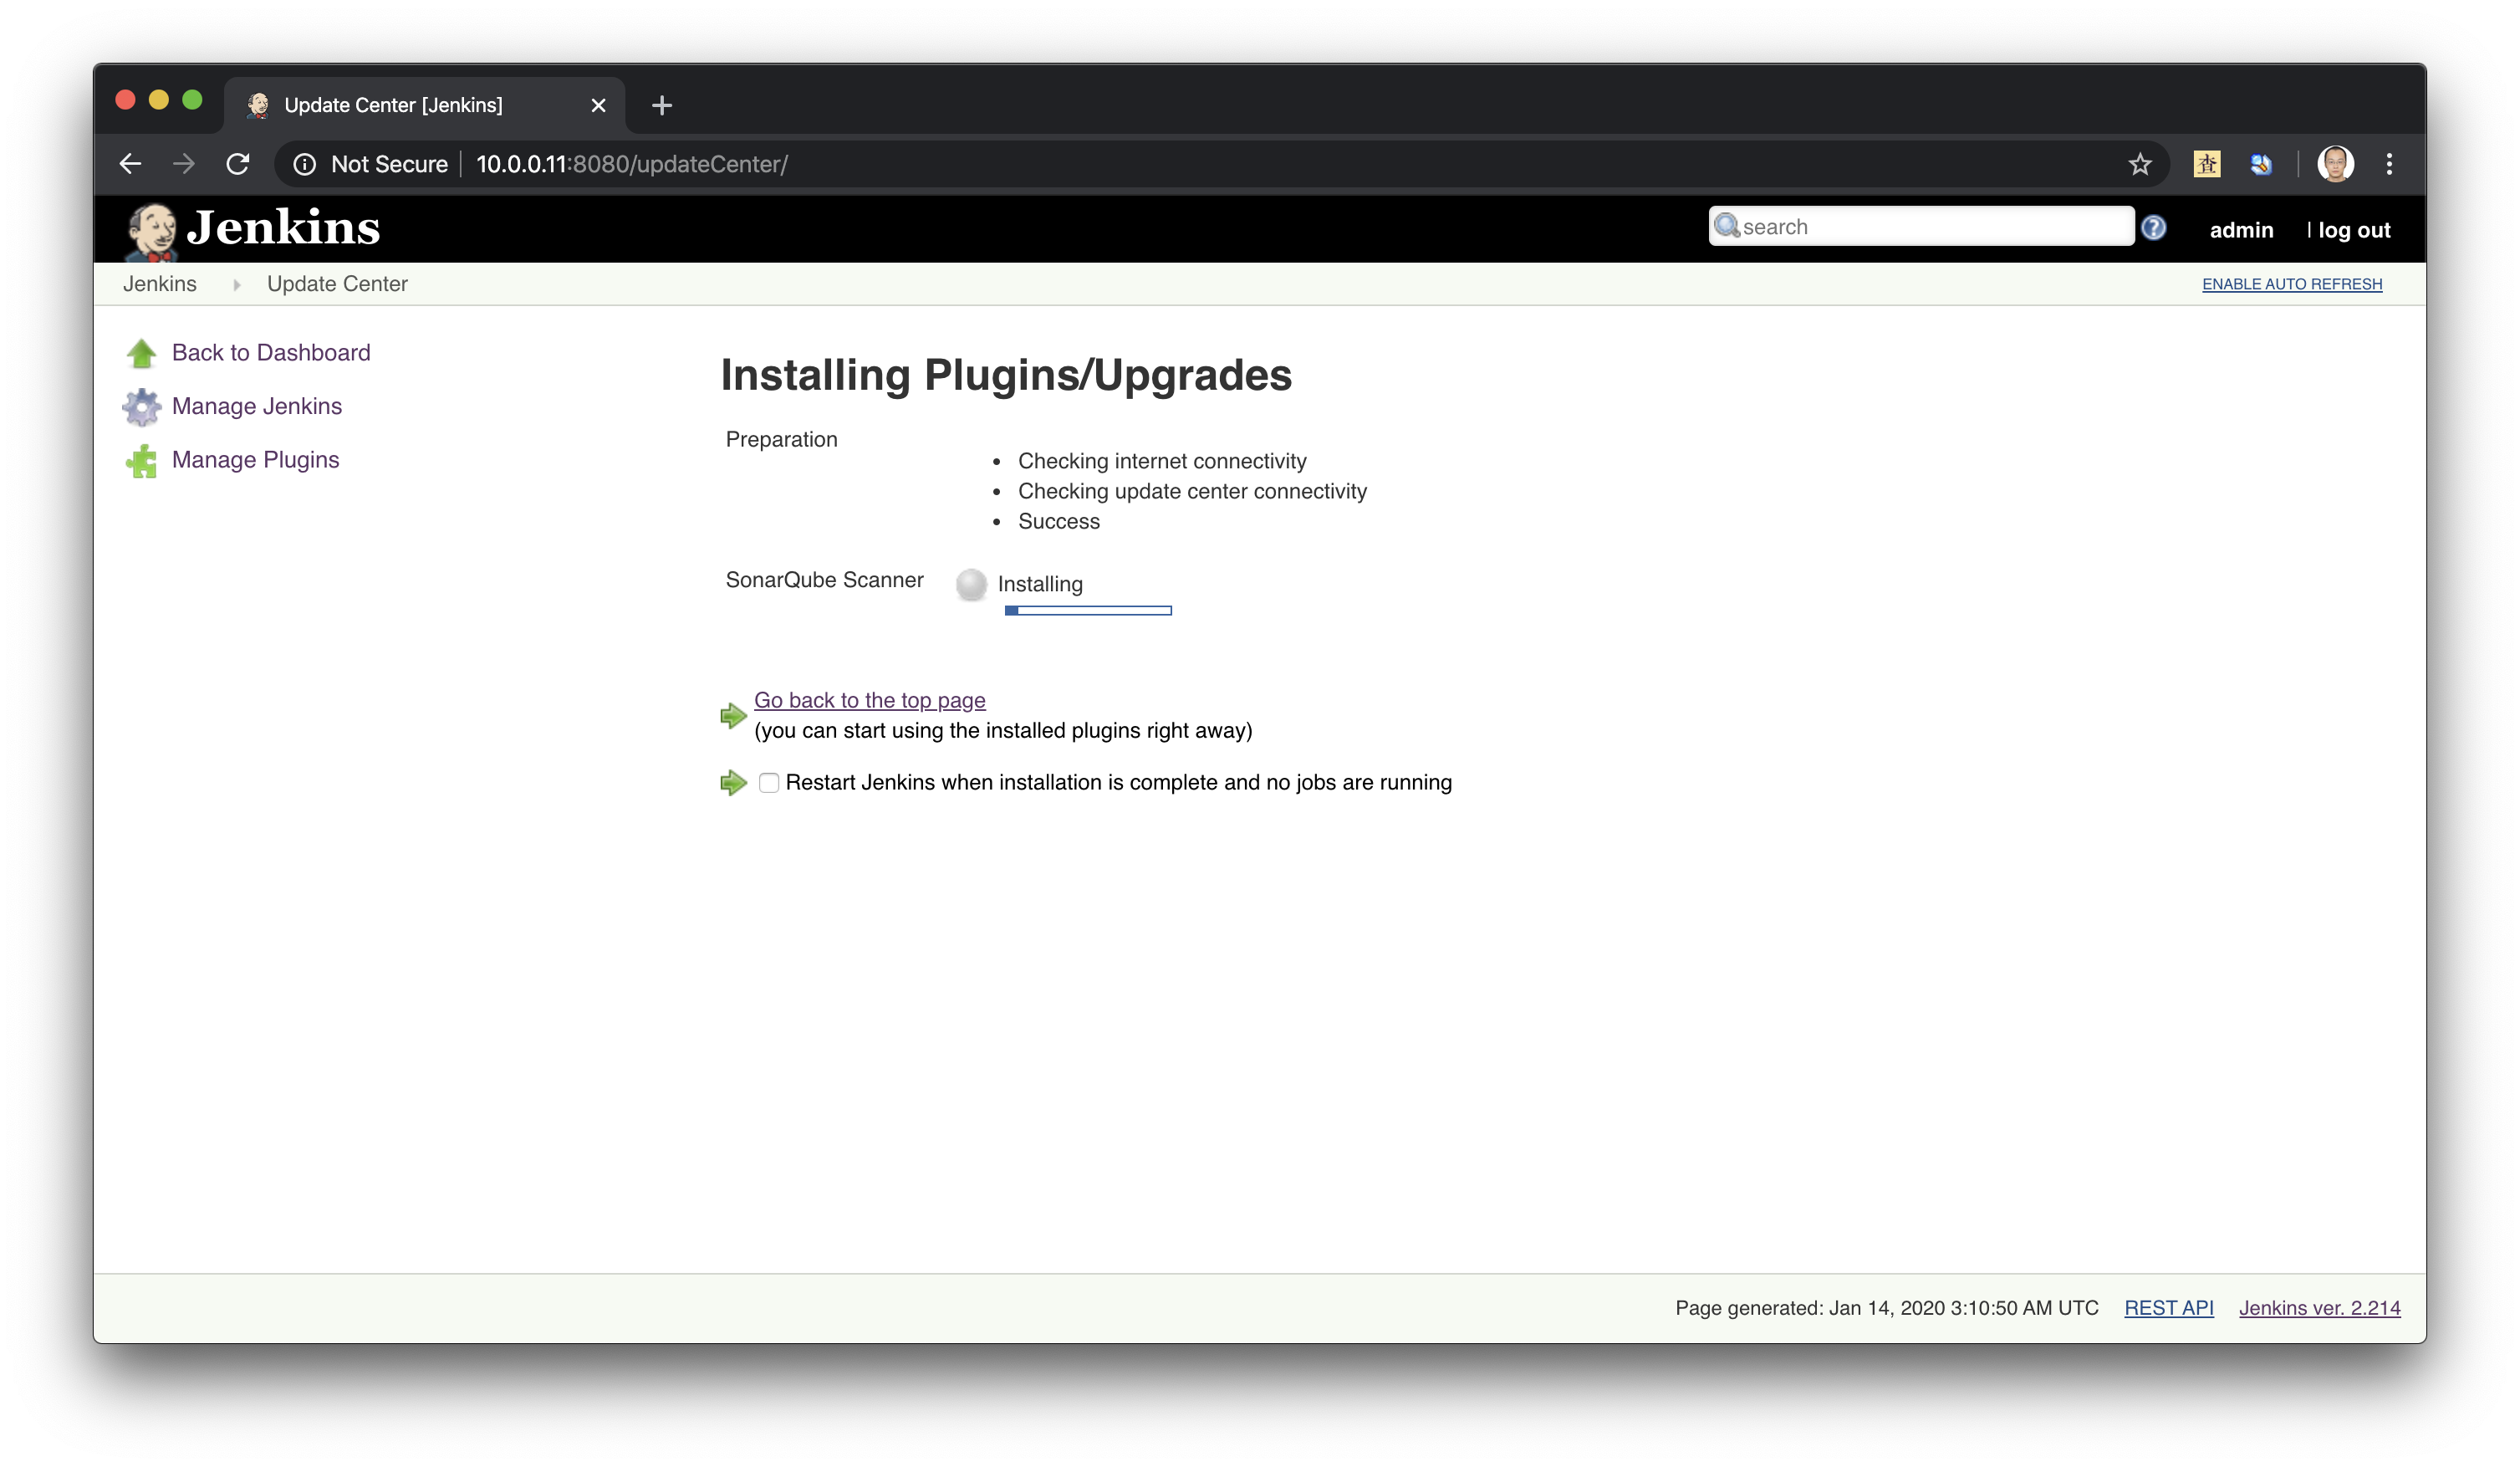 Update Center [Jenkins]
Not Secure
10.0.0.11:8080/updateCenter/
查
Jenkins
search
admin
| log out
Jenkins
Update Center
ENABLE AUTO REFRESH
Back to Dashboard
Manage Jenkins
Manage Plugins
Installing Plugins/Upgrades
Preparation
Checking internet connectivity
Checking update center connectivity
Success
SonarQube Scanner
Installing
Go back to the top page
(you can start using the installed plugins right away)
Restart Jenkins when installation is complete and no jobs are running
Page generated: Jan 14, 2020 3:10:50 AM UTC
REST API
Jenkins ver. 2.214